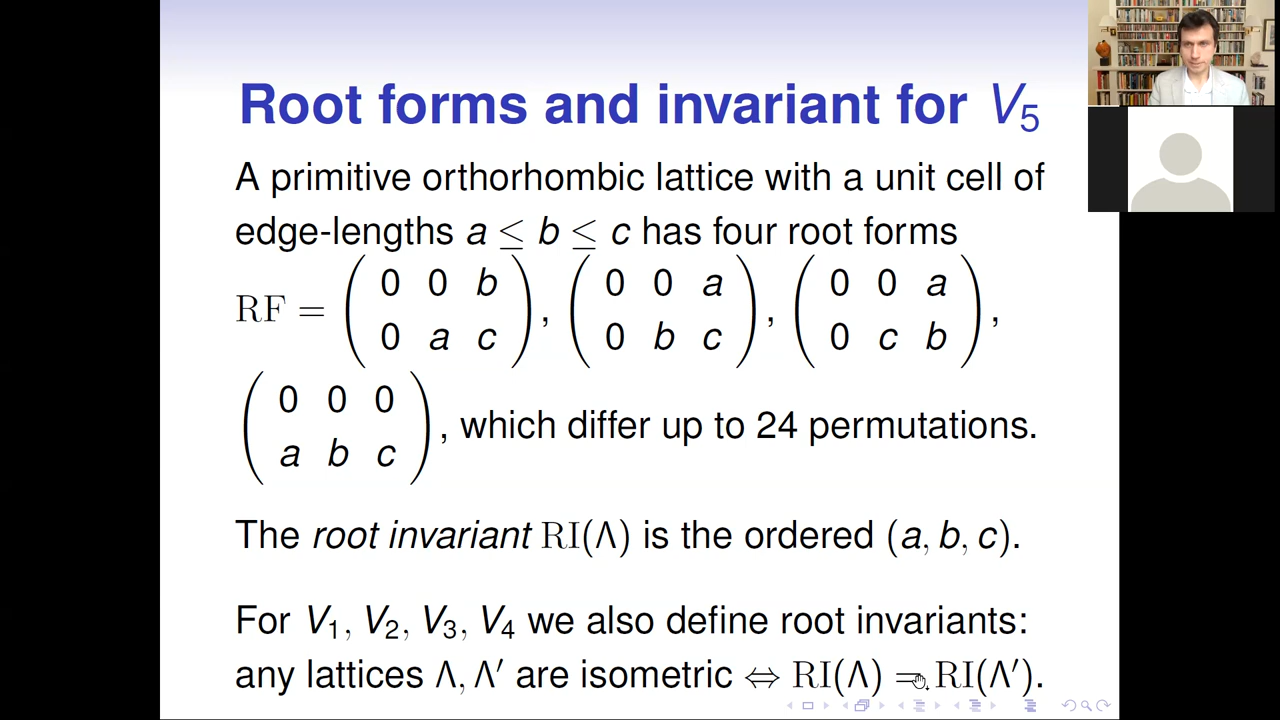 Root forms and invariant for V₅
A primitive orthorhombic lattice with a unit cell of
edge-lengths a ≤ b ≤ c has four root forms
RF = ( 0 0 b ; 0 a c ), ( 0 0 a ; 0 b c ), ( 0 0 a ; 0 c b ),
( 0 0 0 ; a b c ), which differ up to 24 permutations.
The root invariant RI(Λ) is the ordered (a, b, c).
For V₁, V₂, V₃, V₄ we also define root invariants:
any lattices Λ, Λ′ are isometric ⇔ RI(Λ) = RI(Λ′).